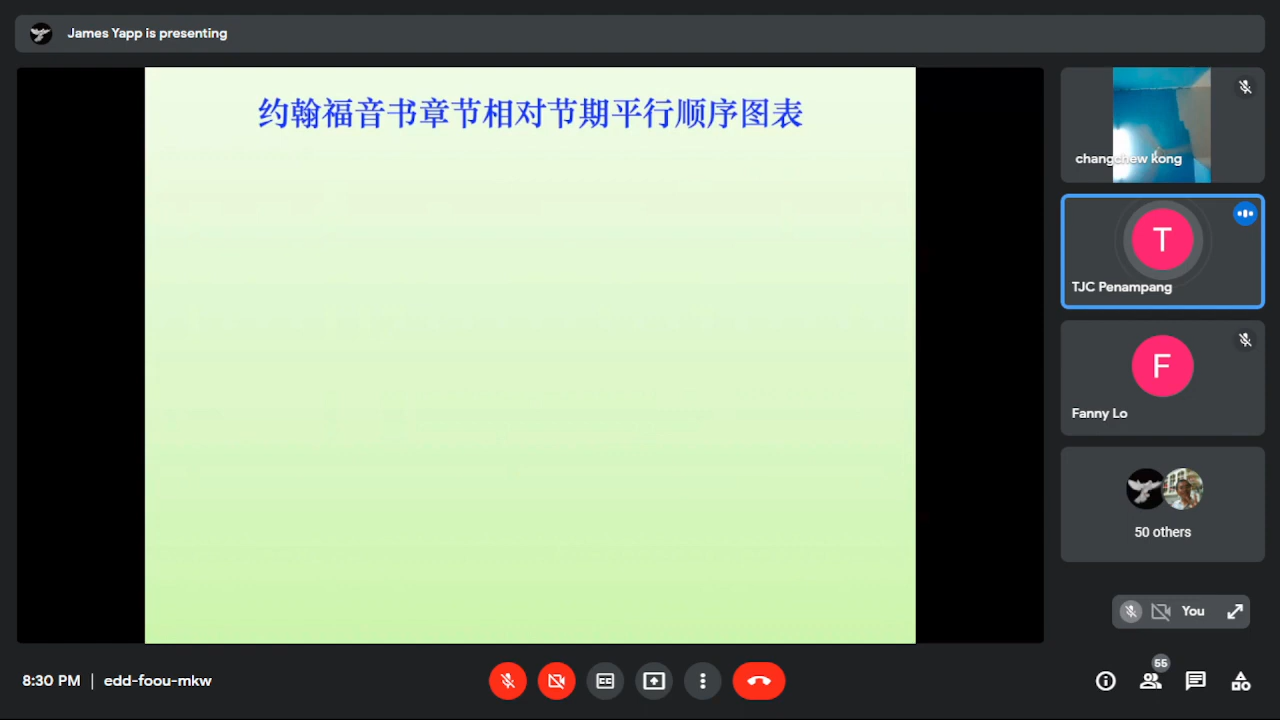 James Yapp is presenting
约翰福音书章节相对节期平行顺序图表
changchew kong
T
TJC Penampang
F
Fanny Lo
50 others
You
8:30 PM | edd-foou-mkw
CC
55